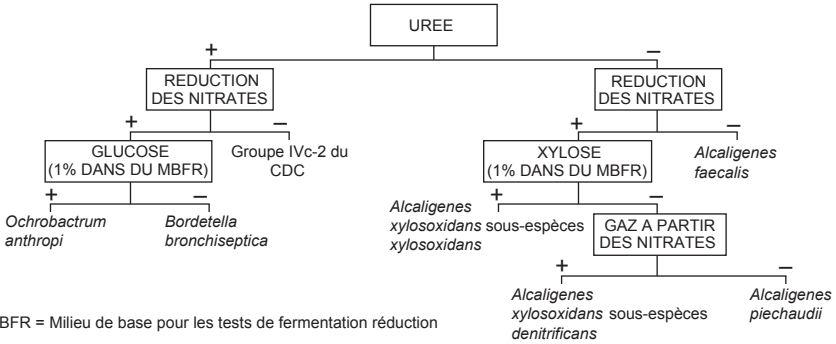 UREE
+
–
REDUCTION
DES NITRATES
REDUCTION
DES NITRATES
+
–
+
–
GLUCOSE
(1% DANS DU MBFR)
Groupe IVc-2 du
CDC
XYLOSE
(1% DANS DU MBFR)
Alcaligenes
faecalis
+
–
+
–
Ochrobactrum
anthropi
Bordetella
bronchiseptica
Alcaligenes
xylosoxidans sous-espèces
xylosoxidans
GAZ A PARTIR
DES NITRATES
+
–
Alcaligenes
xylosoxidans sous-espèces
denitrificans
Alcaligenes
piechaudii
BFR = Milieu de base pour les tests de fermentation réduction